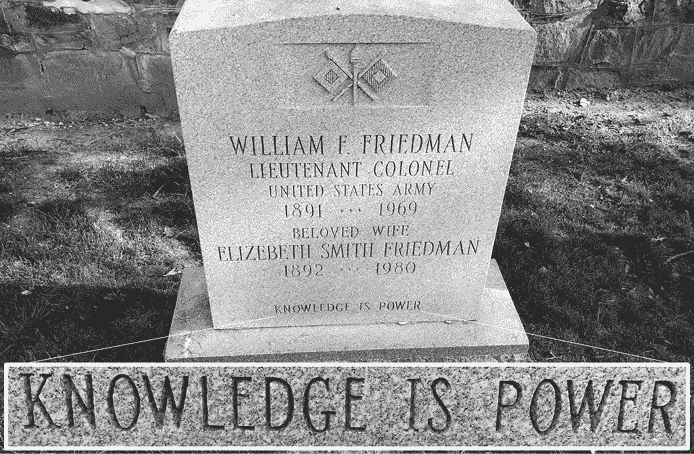 WILLIAM F. FRIEDMAN
LIEUTENANT COLONEL
UNITED STATES ARMY
1891 ··· 1969
BELOVED WIFE
ELIZEBETH SMITH FRIEDMAN
1892 ··· 1980
KNOWLEDGE IS POWER
KNOWLEDGE IS POWER